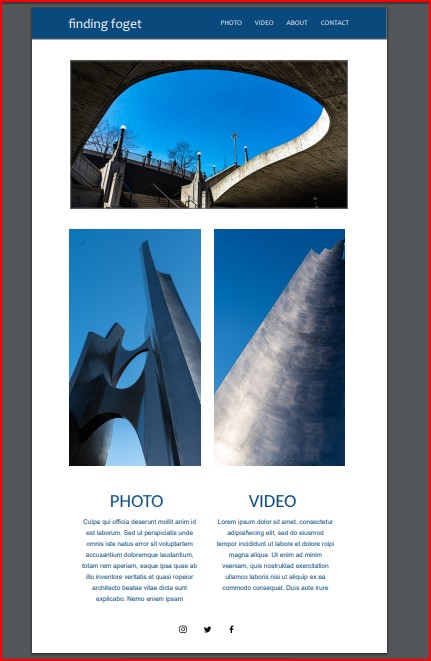 finding foget
PHOTO VIDEO ABOUT CONTACT
PHOTO
Culpa qui officia deserunt mollit anim id
est laborum. Sed ut perspiciatis unde
omnis iste natus error sit voluptartem
accusantium doloremque laudantium,
totam rem aperiam, eaque ipsa quae ab
illo inventore veritatis et quasi ropeior
architecto beatae vitae dicta sunt
explicabo. Nemo eniem ipsam
VIDEO
Lorem ipsum dolor sit amet, consectetur
adipisifwcing elit, sed do eiusmod
tempor incididunt ut labore et dolore roipi
magna aliqua. Ut enim ad minim
veeniam, quis nostruklad exercitation
ullamco laboris nisi ut aliquip ex ea
commodo consequat. Duis aute irure